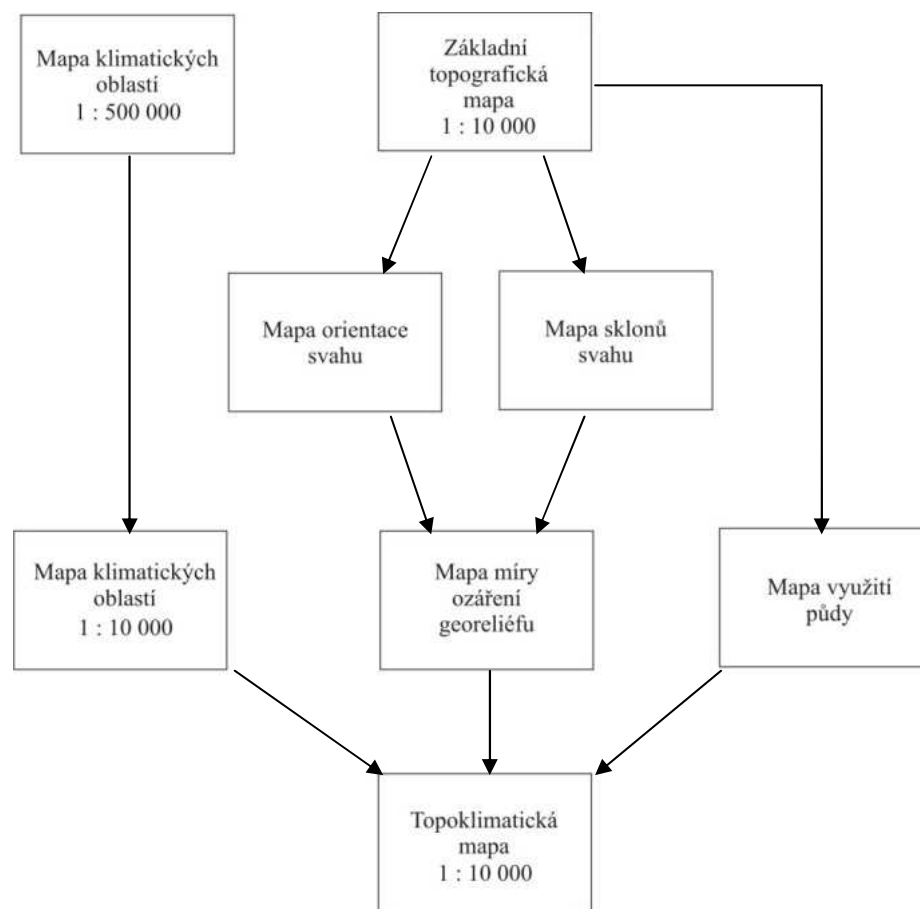 Mapa klimatických
oblastí
1 : 500 000
Základní
topografická
mapa
1 : 10 000
Mapa orientace
svahu
Mapa sklonů
svahu
Mapa klimatických
oblastí
1 : 10 000
Mapa míry
ozáření
georeliéfu
Mapa využití
půdy
Topoklimatická
mapa
1 : 10 000